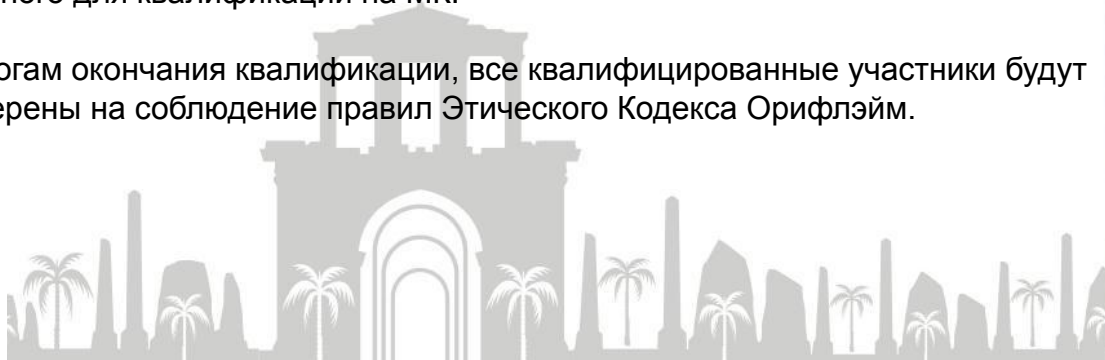 ного для квалификации на МК.
огам окончания квалификации, все квалифицированные участники будут
ерены на соблюдение правил Этического Кодекса Орифлэйм.